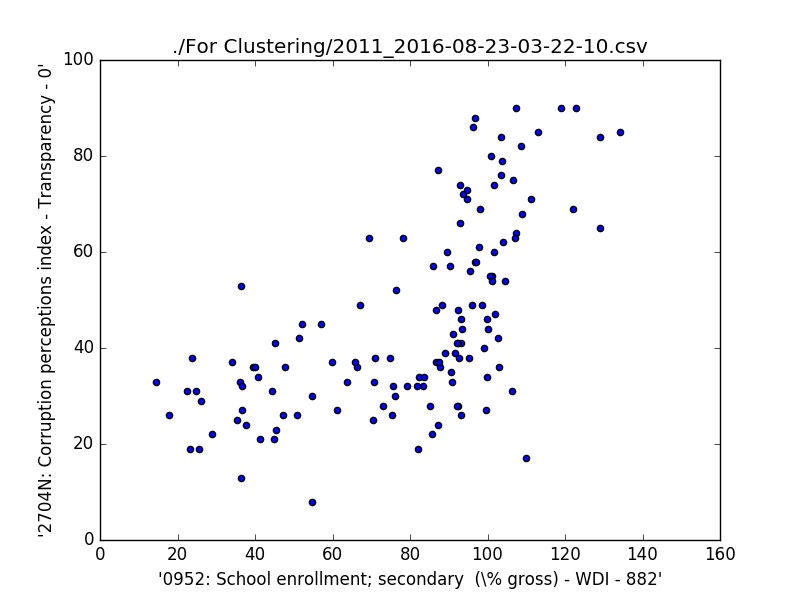 ./For Clustering/2011_2016-08-23-03-22-10.csv
'2704N: Corruption perceptions index - Transparency - 0'
100
80
60
40
20
0
0 20 40 60 80 100 120 140 160
'0952: School enrollment; secondary (\% gross) - WDI - 882'